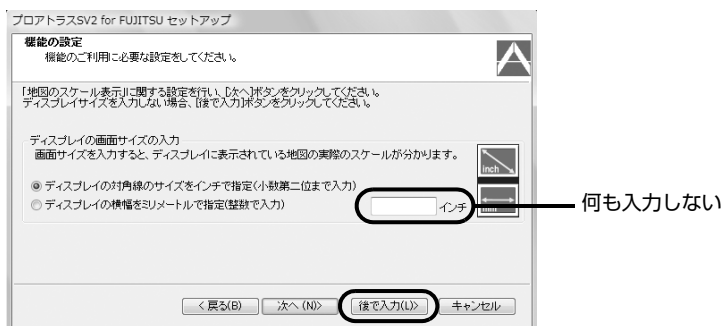 プロアトラスSV2 for FUJITSU セットアップ
機能の設定
機能のご利用に必要な設定をしてください。
「地図のスケール表示」に関する設定を行い、[次へ]ボタンをクリックしてください。
ディスプレイサイズを入力しない場合、[後で入力]ボタンをクリックしてください。
ディスプレイの画面サイズの入力
画面サイズを入力すると、ディスプレイに表示されている地図の実際のスケールが分かります。
inch
ディスプレイの対角線のサイズをインチで指定(小数第二位まで入力)
ディスプレイの横幅をミリメートルで指定(整数で入力)
インチ
mm
何も入力しない
< 戻る(B)
次へ (N)>
後で入力(L)>
キャンセル